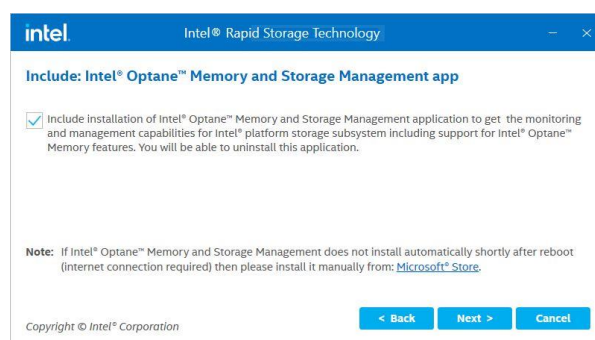 intel.
Intel® Rapid Storage Technology
Include: Intel® Optane™ Memory and Storage Management app
Include installation of Intel® Optane™ Memory and Storage Management application to get the monitoring
and management capabilities for Intel® platform storage subsystem including support for Intel® Optane™
Memory features. You will be able to uninstall this application.
Note: If Intel® Optane™ Memory and Storage Management does not install automatically shortly after reboot
(internet connection required) then please install it manually from: Microsoft® Store.
< Back Next > Cancel
Copyright © Intel® Corporation